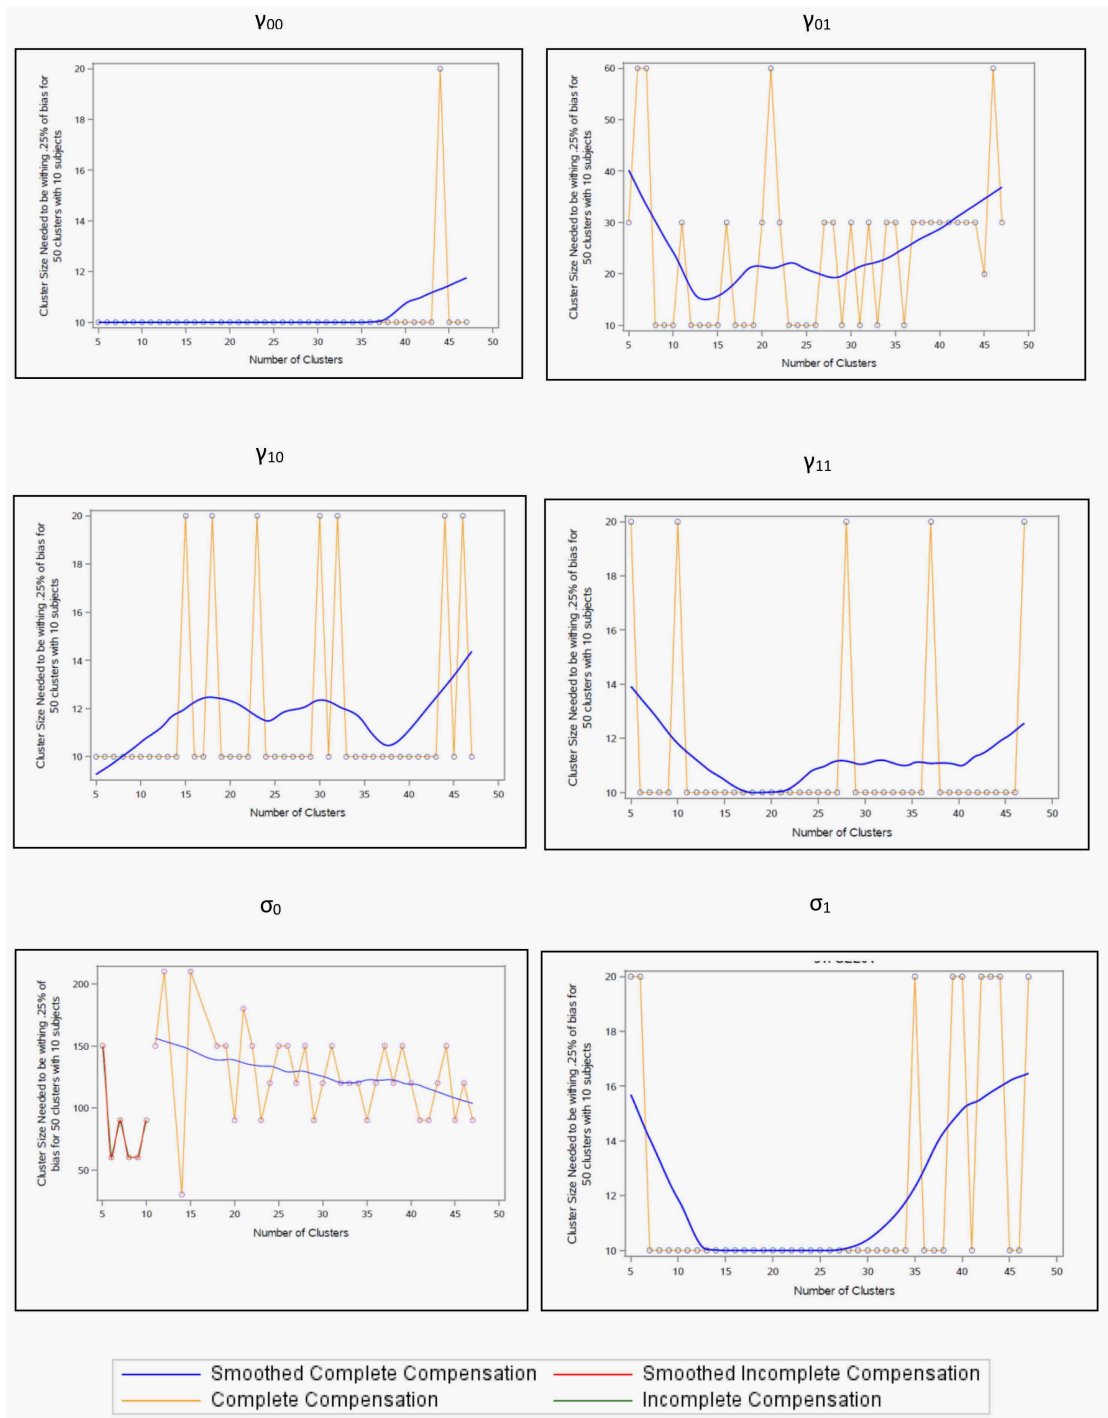 γ00
γ01
Cluster Size Needed to be withing .25% of bias for
50 clusters with 10 subjects
20
18
16
14
12
10
5 10 15 20 25 30 35 40 45 50
Number of Clusters
Cluster Size Needed to be withing .25% of bias for
50 clusters with 10 subjects
60
50
40
30
20
10
5 10 15 20 25 30 35 40 45 50
Number of Clusters
γ10
γ11
Cluster Size Needed to be withing .25% of bias for
50 clusters with 10 subjects
20
18
16
14
12
10
5 10 15 20 25 30 35 40 45 50
Number of Clusters
Cluster Size Needed to be withing .25% of bias for
50 clusters with 10 subjects
20
18
16
14
12
10
5 10 15 20 25 30 35 40 45 50
Number of Clusters
σ0
σ1
Cluster Size Needed to be withing .25% of
bias for 50 clusters with 10 subjects
200
150
100
50
5 10 15 20 25 30 35 40 45 50
Number of Clusters
Cluster Size Needed to be withing .25% of bias for
50 clusters with 10 subjects
20
18
16
14
12
10
5 10 15 20 25 30 35 40 45 50
Number of Clusters
Smoothed Complete Compensation
Smoothed Incomplete Compensation
Complete Compensation
Incomplete Compensation